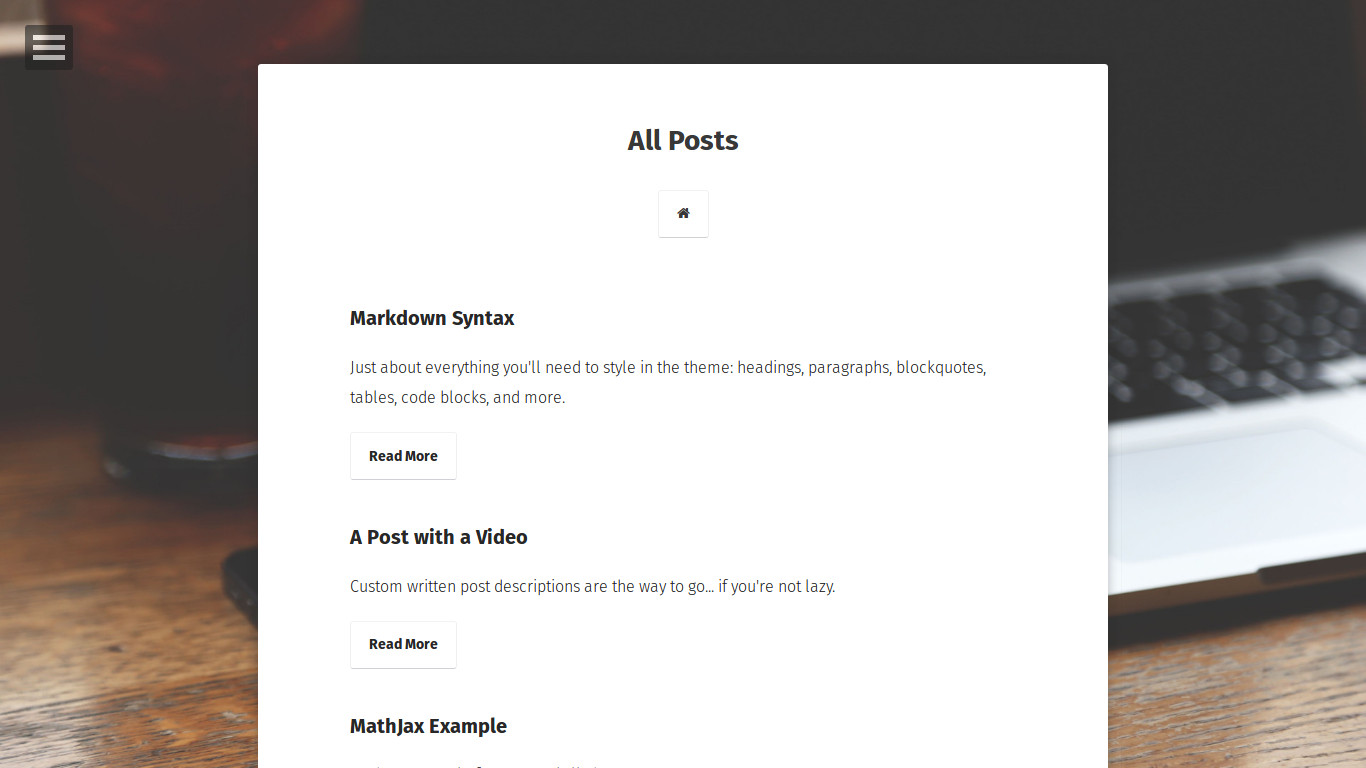 All Posts
Markdown Syntax
Just about everything you'll need to style in the theme: headings, paragraphs, blockquotes,
tables, code blocks, and more.
Read More
A Post with a Video
Custom written post descriptions are the way to go... if you're not lazy.
Read More
MathJax Example